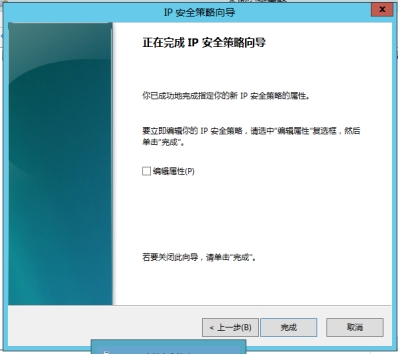 IP 安全策略向导
正在完成 IP 安全策略向导
你已成功地完成指定你的新 IP 安全策略的属性。
要立即编辑你的 IP 安全策略，请选中"编辑属性"复选框，然后
单击"完成"。
编辑属性(P)
若要关闭此向导，请单击"完成"。
< 上一步(B)
完成
取消